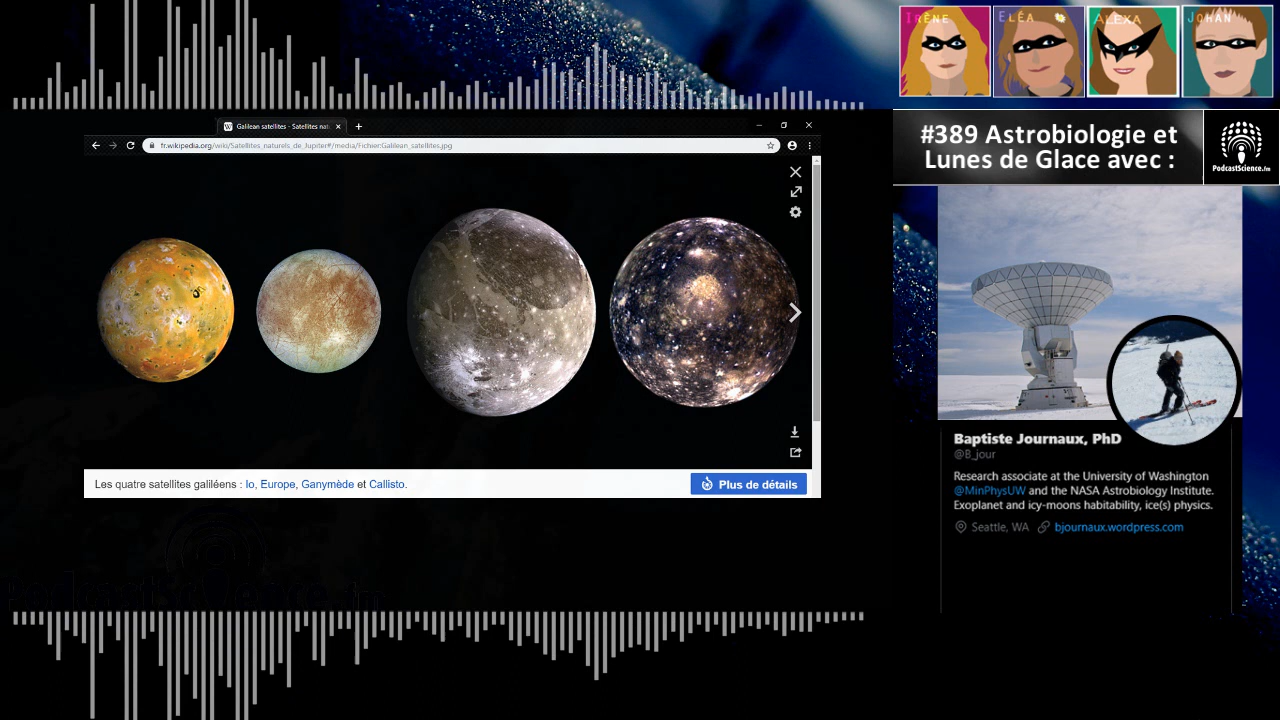 IRÈNE
ELÉA
ALEXA
JOHAN
Galilean satellites - Satellites nat
fr.wikipedia.org/wiki/Satellites_naturels_de_Jupiter#/media/Fichier:Galilean_satellites.jpg
#389 Astrobiologie et
Lunes de Glace avec :
PodcastScience.fm
Les quatre satellites galiléens : Io, Europe, Ganymède et Callisto.
Plus de détails
Baptiste Journaux, PhD
@B_jour
Research associate at the University of Washington
@MinPhysUW and the NASA Astrobiology Institute.
Exoplanet and icy-moons habitability, ice(s) physics.
Seattle, WA bjournaux.wordpress.com
PodcastScience.fm